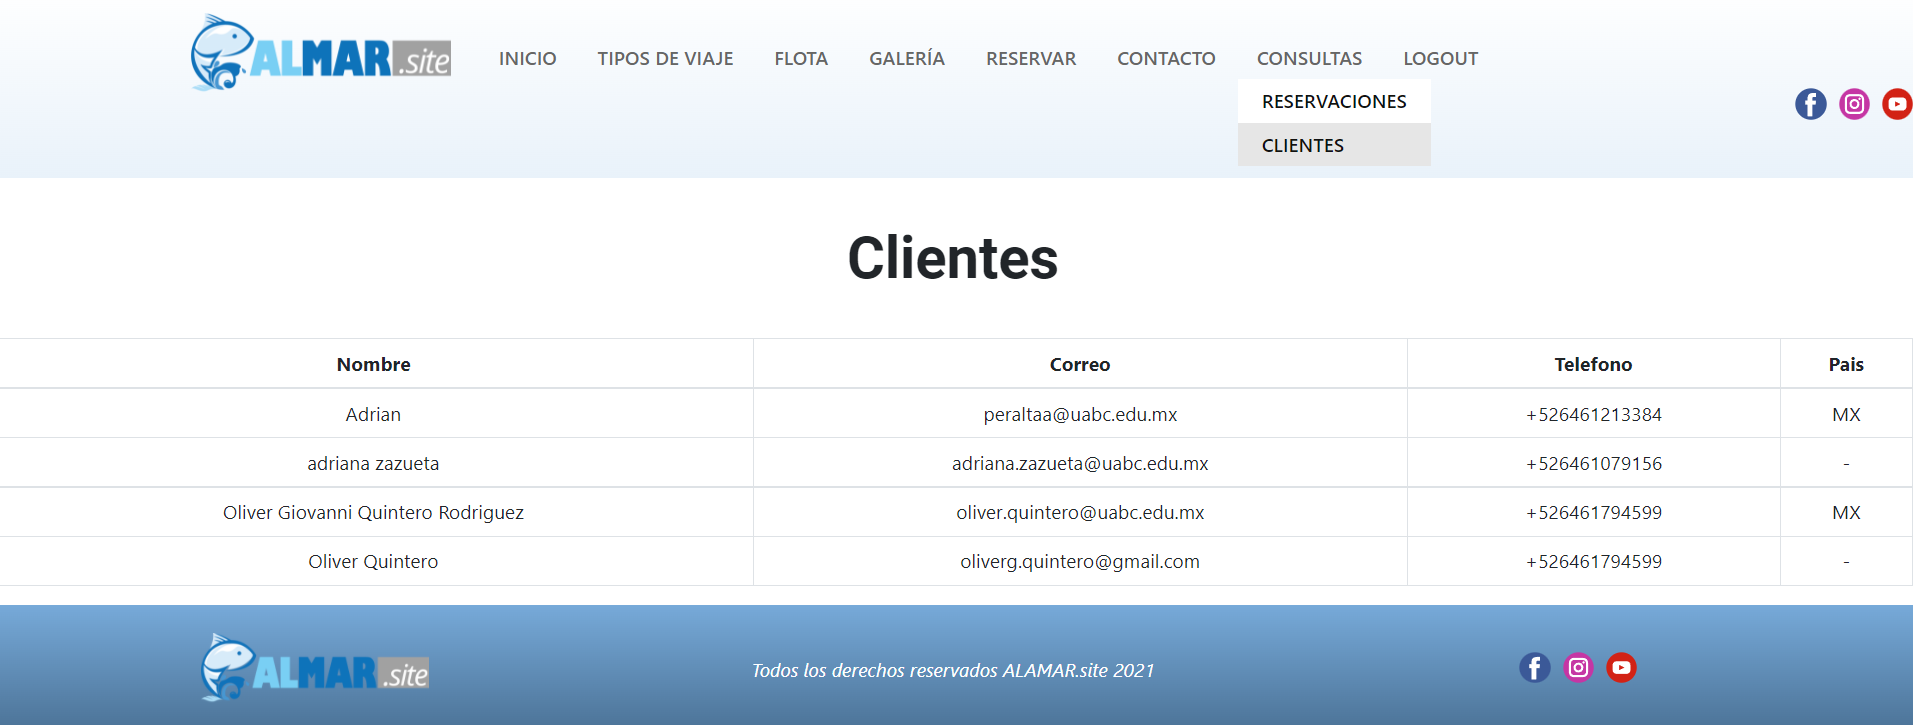 ALMAR.site
INICIO TIPOS DE VIAJE FLOTA GALERÍA RESERVAR CONTACTO CONSULTAS LOGOUT
RESERVACIONES
CLIENTES
Clientes
Nombre Correo Telefono Pais
Adrian peraltaa@uabc.edu.mx +526461213384 MX
adriana zazueta adriana.zazueta@uabc.edu.mx +526461079156 -
Oliver Giovanni Quintero Rodriguez oliver.quintero@uabc.edu.mx +526461794599 MX
Oliver Quintero oliverg.quintero@gmail.com +526461794599 -
ALMAR.site
Todos los derechos reservados ALAMAR.site 2021